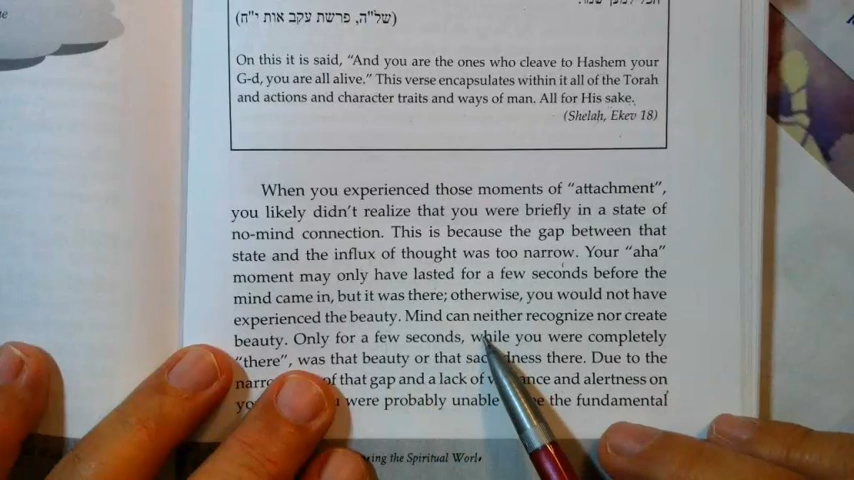 (של"ה, פרשת עקב אות י"ח)
On this it is said, "And you are the ones who cleave to Hashem your
G-d, you are all alive." This verse encapsulates within it all of the Torah
and actions and character traits and ways of man. All for His sake.
(Shelah, Ekev 18)
When you experienced those moments of "attachment",
you likely didn't realize that you were briefly in a state of
no-mind connection. This is because the gap between that
state and the influx of thought was too narrow. Your "aha"
moment may only have lasted for a few seconds before the
mind came in, but it was there; otherwise, you would not have
experienced the beauty. Mind can neither recognize nor create
beauty. Only for a few seconds, while you were completely
"there", was that beauty or that there. Due to the
of that gap and a lack of and alertness on
were probably unable the fundamental
the Spiritual